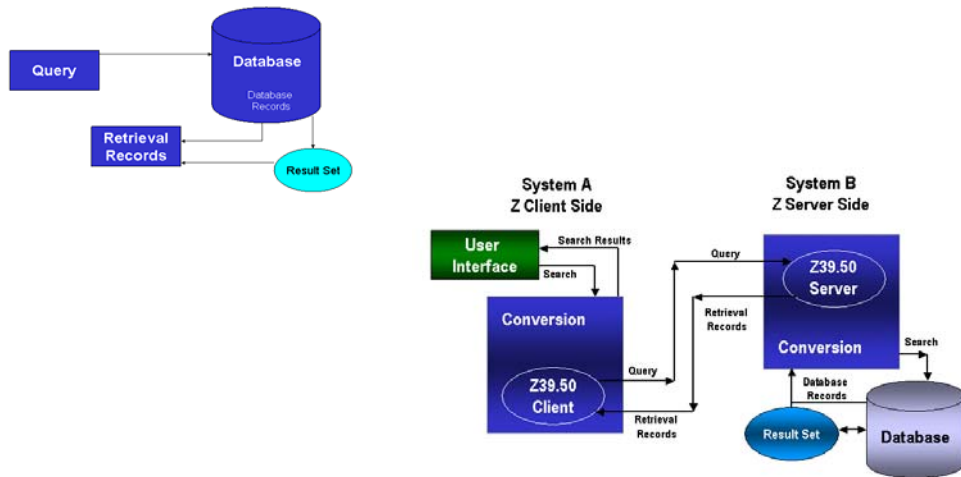 Query
Database
Database
Records
Retrieval
Records
Result Set
System A
Z Client Side
System B
Z Server Side
User
Interface
Search Results
Search
Conversion
Z39.50
Client
Query
Retrieval
Records
Query
Retrieval
Records
Z39.50
Server
Conversion
Search
Database
Records
Result Set
Database